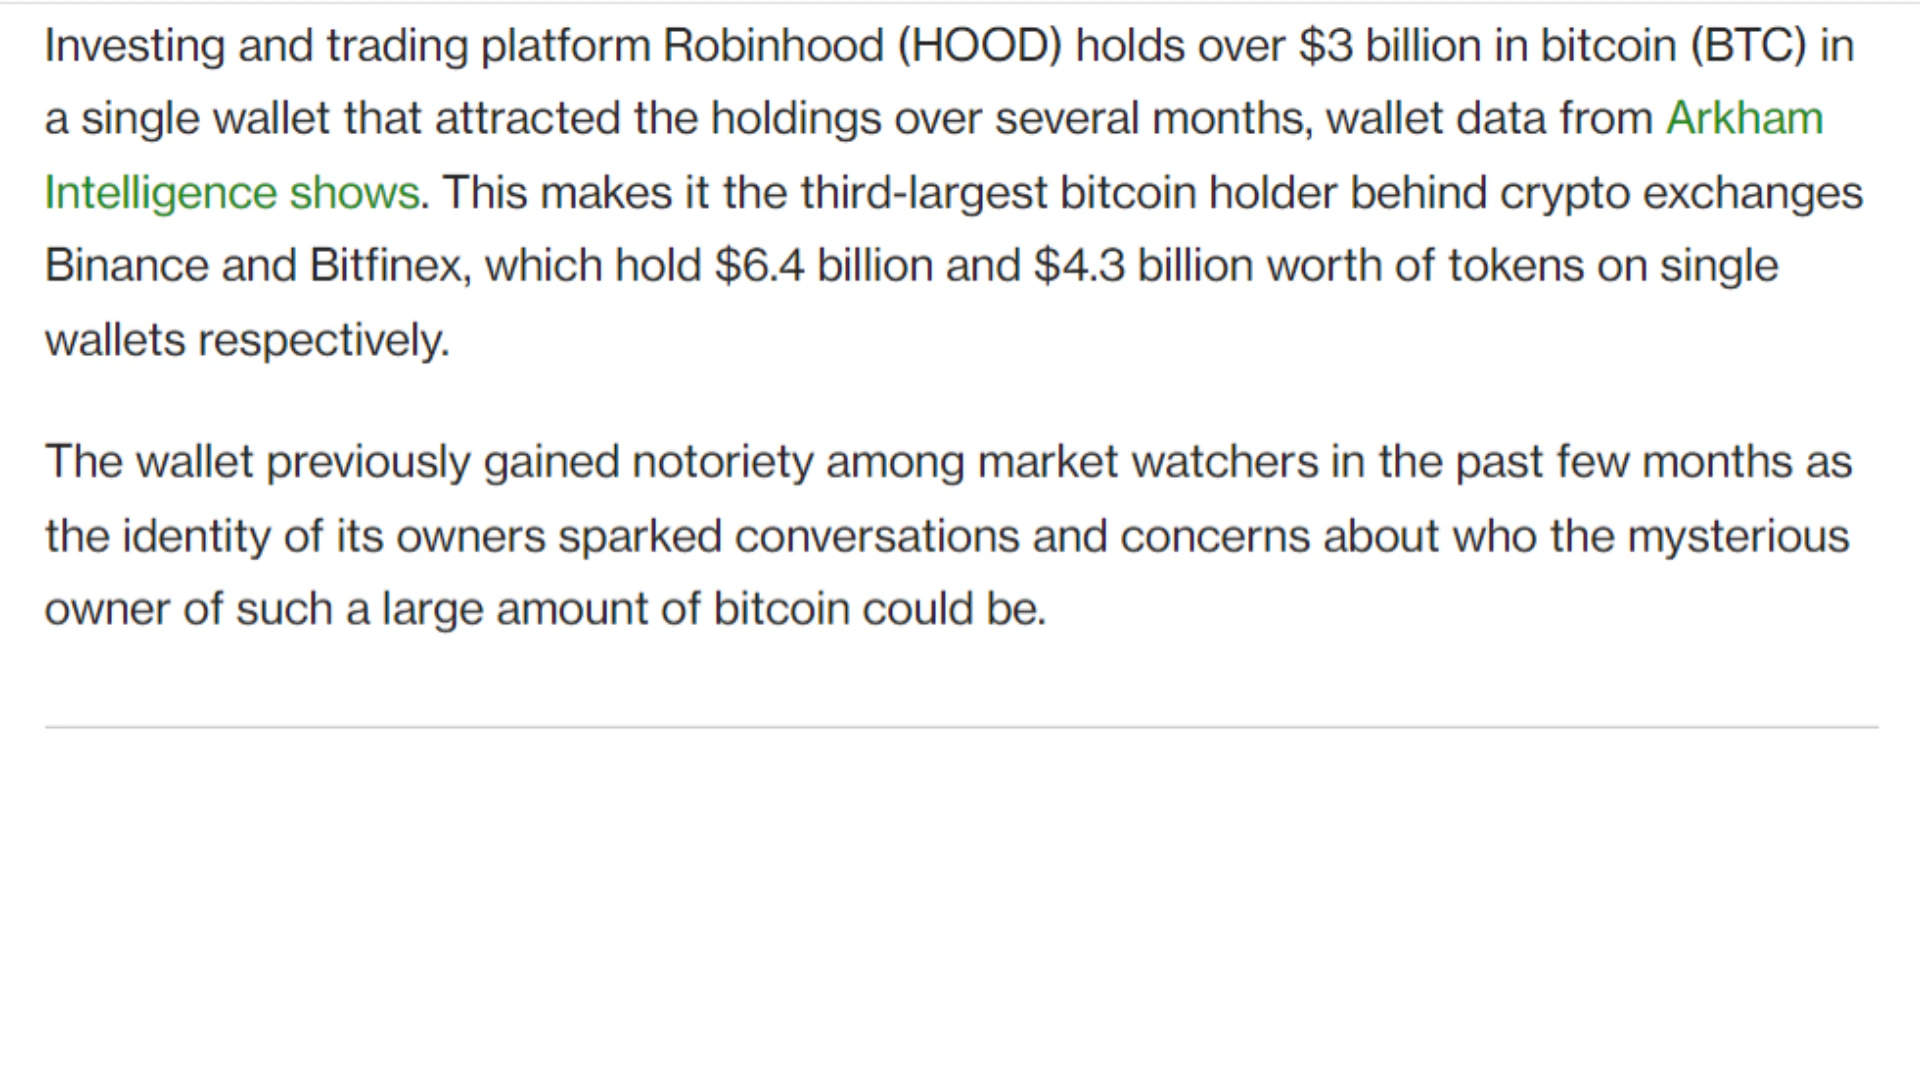 Investing and trading platform Robinhood (HOOD) holds over $3 billion in bitcoin (BTC) in
a single wallet that attracted the holdings over several months, wallet data from Arkham
Intelligence shows. This makes it the third-largest bitcoin holder behind crypto exchanges
Binance and Bitfinex, which hold $6.4 billion and $4.3 billion worth of tokens on single
wallets respectively.
The wallet previously gained notoriety among market watchers in the past few months as
the identity of its owners sparked conversations and concerns about who the mysterious
owner of such a large amount of bitcoin could be.